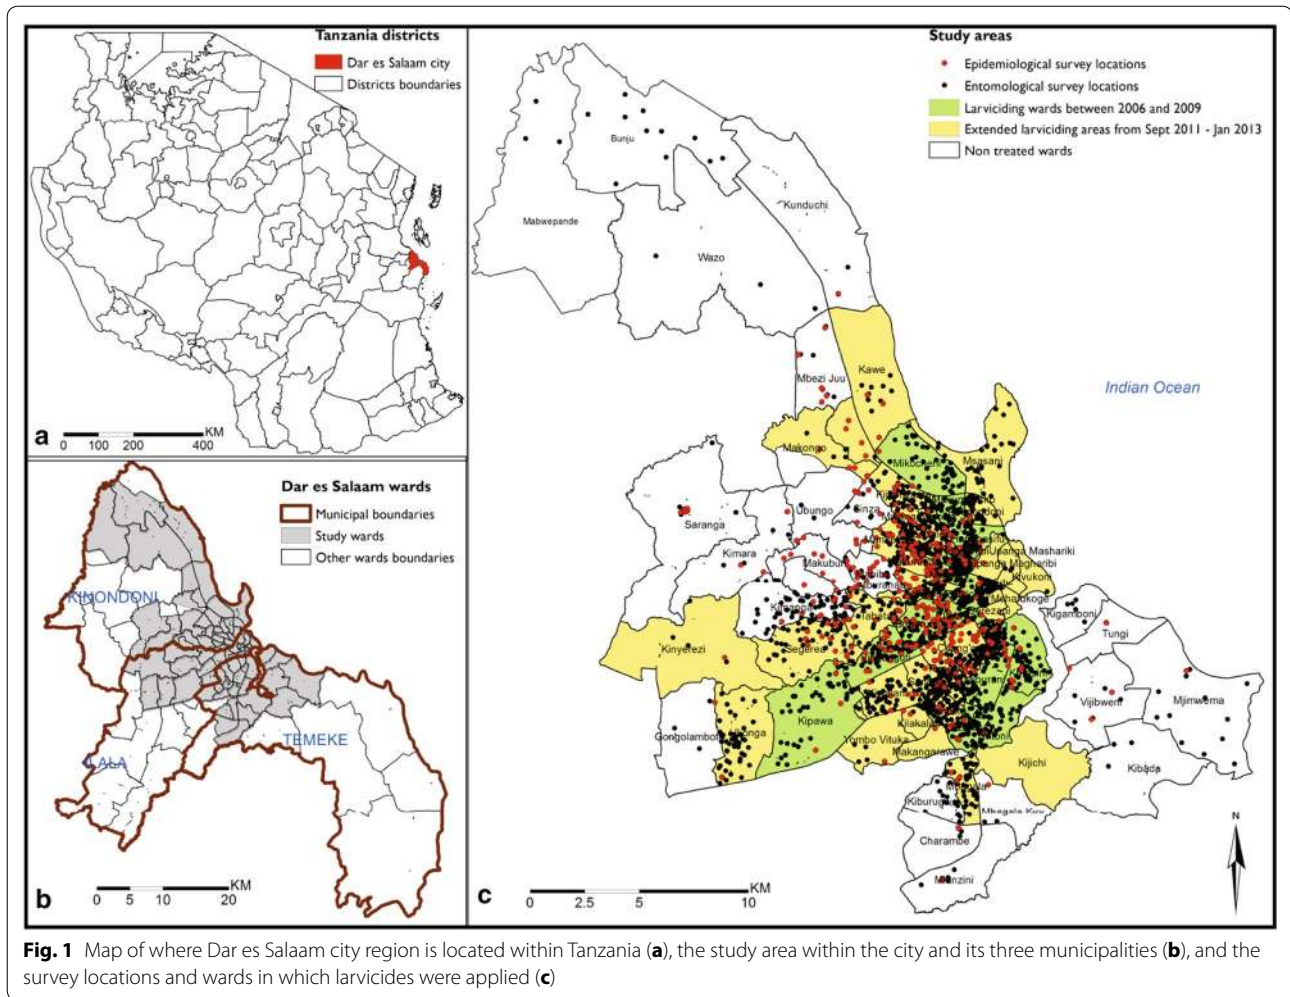 Tanzania districts
Dar es Salaam city
Districts boundaries
a
0 100 200 400 KM
Dar es Salaam wards
Municipal boundaries
Study wards
Other wards boundaries
KINONDONI
ILALA
TEMEKE
b
0 5 10 20 KM
Study areas
Epidemiological survey locations
Entomological survey locations
Larviciding wards between 2006 and 2009
Extended larviciding areas from Sept 2011 - Jan 2013
Non treated wards
Bunju
Mabwepande
Kunduchi
Wazo
Mbezi Juu
Kawe
Indian Ocean
Makongo
Mikocheni
Msasani
Saranga
Ubungo
Sinza
Kimara
Makuburi
Upanga Mashariki
Upanga Magharibi
Kivukoni
Mchafukoge
Kigamboni
Tungi
Kinyerezi
Segerea
Tabata
Vijibweni
Mjimwema
Gongolamboto
Kipawa
Kilakala
Yombo Vituka
Makangarawe
Kijichi
Kibada
Mbagala Kuu
Charambe
Mianzini
N
c
0 2.5 5 10 KM
Fig. 1 Map of where Dar es Salaam city region is located within Tanzania (a), the study area within the city and its three municipalities (b), and the
survey locations and wards in which larvicides were applied (c)